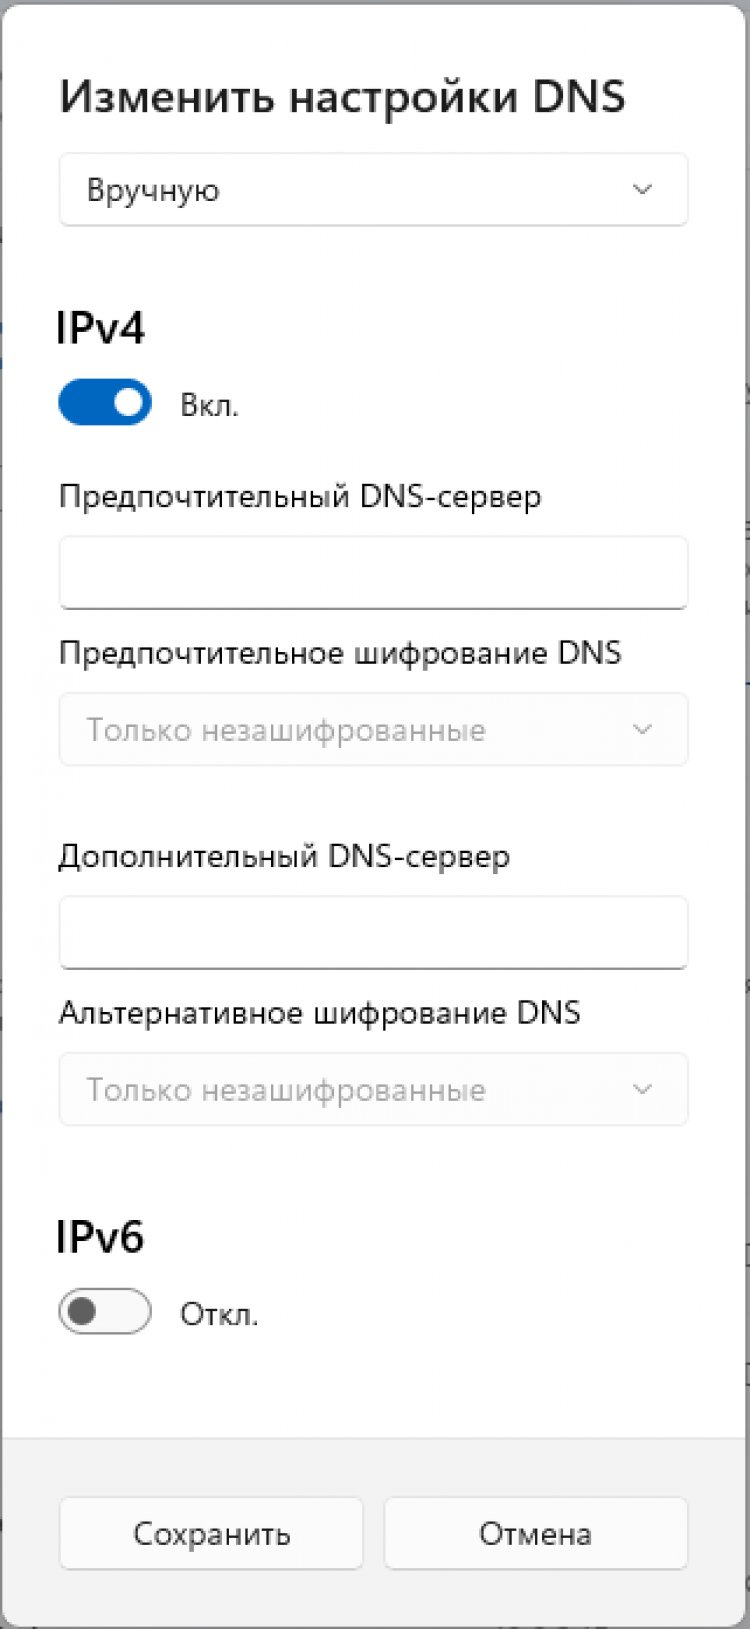 Изменить настройки DNS
Вручную
IPv4
Вкл.
Предпочтительный DNS-сервер
Предпочтительное шифрование DNS
Только незашифрованные
Дополнительный DNS-сервер
Альтернативное шифрование DNS
Только незашифрованные
IPv6
Откл.
Сохранить Отмена